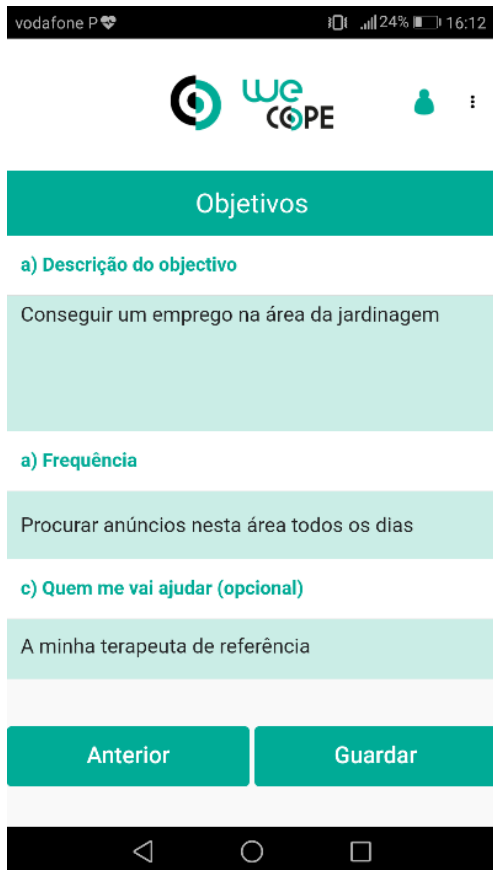 vodafone P 24% 16:12
we
COPE
Objetivos
a) Descrição do objectivo
Conseguir um emprego na área da jardinagem
a) Frequência
Procurar anúncios nesta área todos os dias
c) Quem me vai ajudar (opcional)
A minha terapeuta de referência
Anterior Guardar